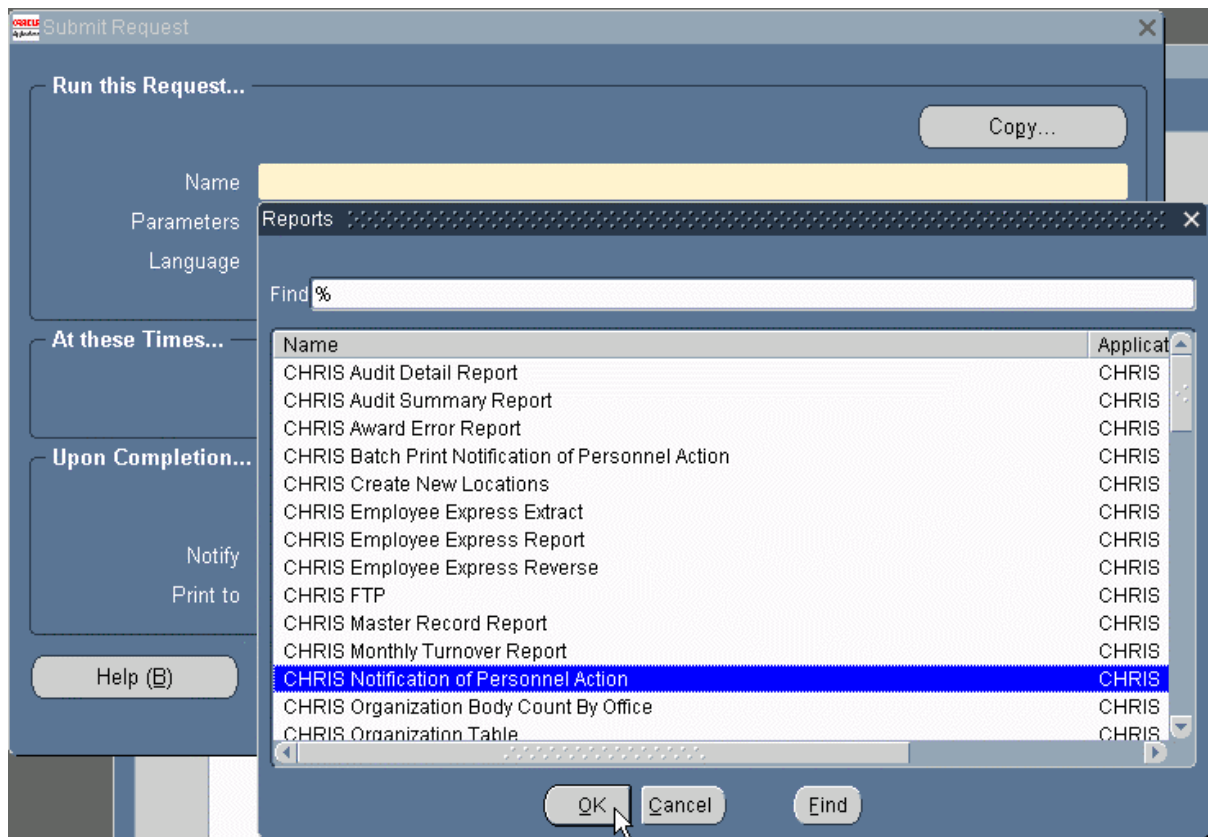 ORACLE
Submit Request
Run this Request...
Copy...
Name
Parameters
Language
At these Times...
Upon Completion...
Notify
Print to
Help (B)
Reports
Find %
Name Applicat
CHRIS Audit Detail Report CHRIS
CHRIS Audit Summary Report CHRIS
CHRIS Award Error Report CHRIS
CHRIS Batch Print Notification of Personnel Action CHRIS
CHRIS Create New Locations CHRIS
CHRIS Employee Express Extract CHRIS
CHRIS Employee Express Report CHRIS
CHRIS Employee Express Reverse CHRIS
CHRIS FTP CHRIS
CHRIS Master Record Report CHRIS
CHRIS Monthly Turnover Report CHRIS
CHRIS Notification of Personnel Action CHRIS
CHRIS Organization Body Count By Office CHRIS
CHRIS Organization Table CHRIS
OK Cancel Find